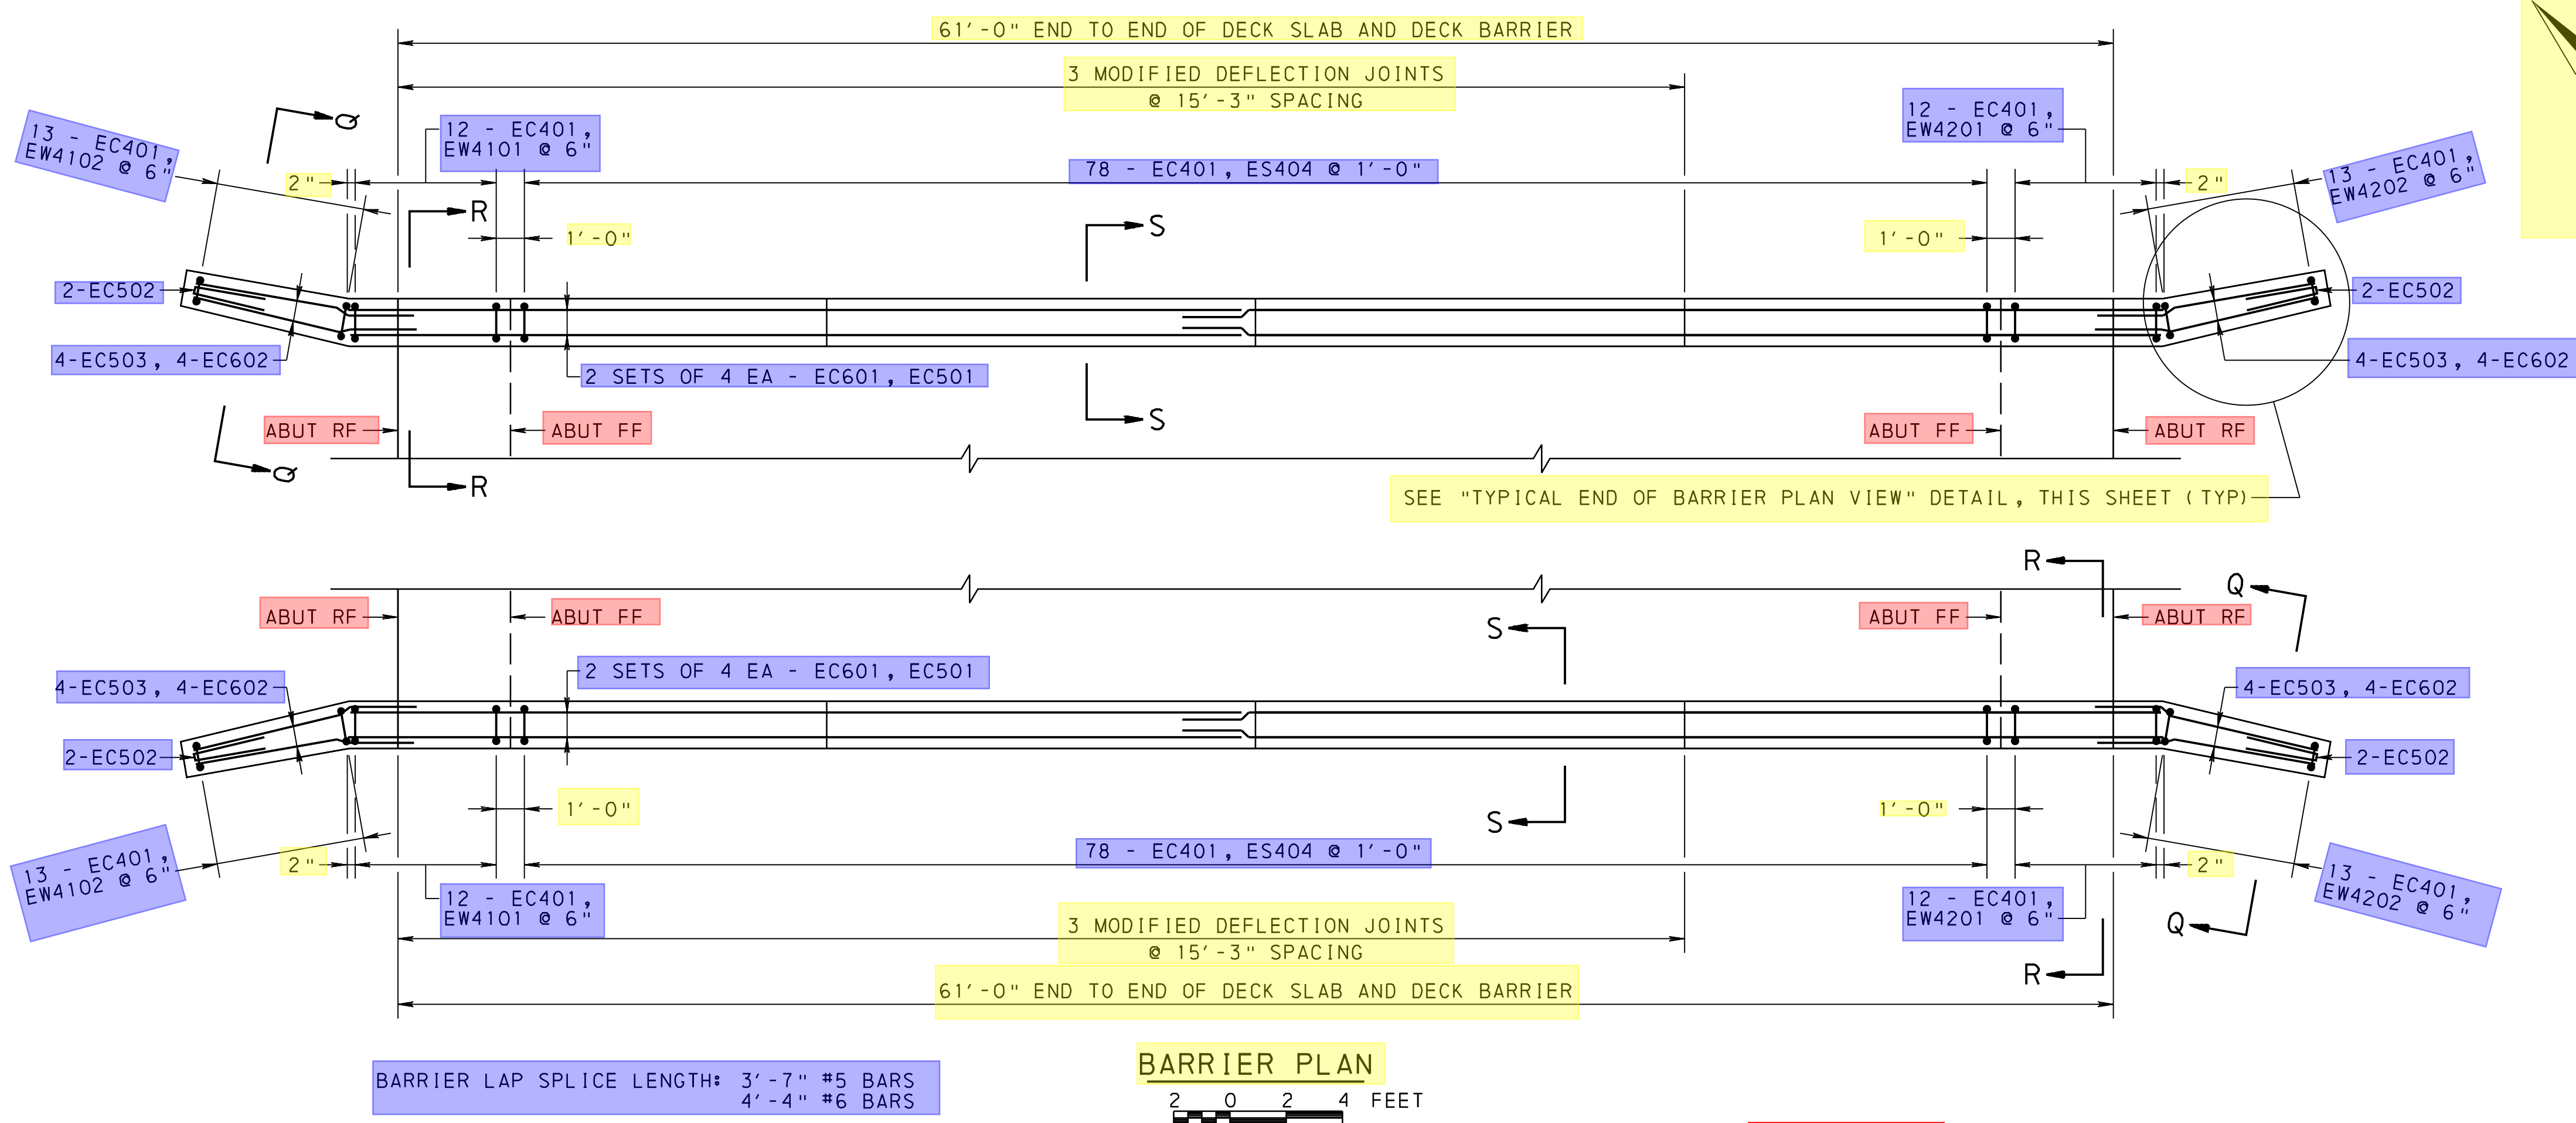 61'-0" END TO END OF DECK SLAB AND DECK BARRIER
3 MODIFIED DEFLECTION JOINTS
@ 15'-3" SPACING
13 - EC401,
EW4102 @ 6"
Q
12 - EC401,
EW4101 @ 6"
12 - EC401,
EW4201 @ 6"
13 - EC401,
EW4202 @ 6"
2"
78 - EC401, ES404 @ 1'-0"
2"
R
S
1'-0"
1'-0"
2-EC502
2-EC502
4-EC503, 4-EC602
2 SETS OF 4 EA - EC601, EC501
4-EC503, 4-EC602
S
ABUT RF
ABUT FF
ABUT FF
ABUT RF
Q
R
SEE "TYPICAL END OF BARRIER PLAN VIEW" DETAIL, THIS SHEET (TYP)
R
Q
ABUT RF
ABUT FF
S
ABUT FF
ABUT RF
4-EC503, 4-EC602
2 SETS OF 4 EA - EC601, EC501
4-EC503, 4-EC602
2-EC502
2-EC502
1'-0"
S
1'-0"
13 - EC401,
EW4102 @ 6"
2"
78 - EC401, ES404 @ 1'-0"
2"
13 - EC401,
EW4202 @ 6"
12 - EC401,
EW4101 @ 6"
12 - EC401,
EW4201 @ 6"
Q
3 MODIFIED DEFLECTION JOINTS
@ 15'-3" SPACING
R
61'-0" END TO END OF DECK SLAB AND DECK BARRIER
BARRIER PLAN
BARRIER LAP SPLICE LENGTH: 3'-7" #5 BARS
4'-4" #6 BARS
2 0 2 4 FEET